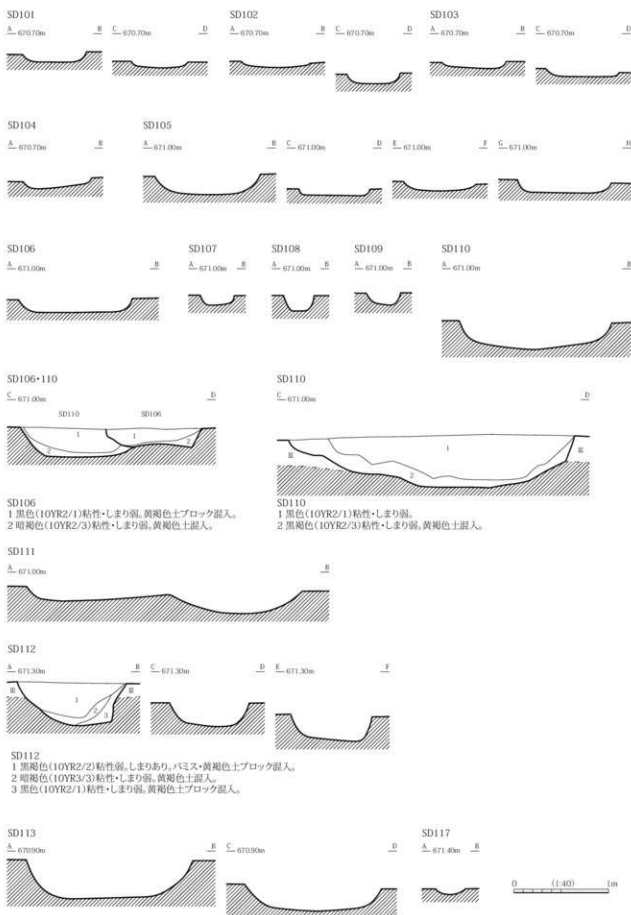 SD101 SD102 SD103
A 670.70m B C 670.70m D A 670.70m B C 670.70m D A 670.70m B C 670.70m D
SD104 SD105
A 670.70m B A 671.00m B C 671.00m D E 671.00m F G 671.00m H
SD106 SD107 SD108 SD109 SD110
A 671.00m B A 671.00m B A 671.00m B A 671.00m B A 671.00m B
SD106・110 SD110
C 671.00m D C 671.00m D
SD110 SD106
1 1 2 2
Ⅲ 1 2 Ⅲ
SD106
1 黒色(10YR2/1)粘性・しまり弱。黄褐色土ブロック混入。
2 暗褐色(10YR2/3)粘性・しまり弱。黄褐色土混入。
SD110
1 黒色(10YR2/1)粘性・しまり弱。
2 黒褐色(10YR2/3)粘性・しまり弱。黄褐色土混入。
SD111
A 671.00m B
SD112
A 671.30m B C 671.30m D E 671.30m F
Ⅲ 1 2 3 Ⅲ
SD112
1 黒褐色(10YR2/2)粘性弱。しまりあり。パミス・黄褐色土ブロック混入。
2 暗褐色(10YR3/3)粘性・しまり弱。黄褐色土混入。
3 黒色(10YR2/1)粘性・しまり弱。黄褐色土ブロック混入。
SD113 SD117
A 670.90m B C 670.90m D A 671.40m B
0 (1:40) 1m